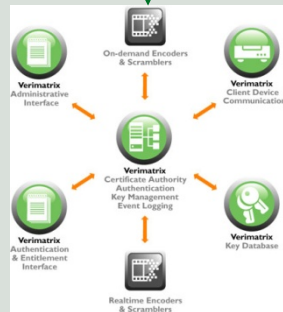 On-demand Encoders
& Scramblers
Verimatrix
Administrative
Interface
Verimatrix
Client Device
Communication
Verimatrix
Certificate Authority
Authentication
Key Management
Event Logging
Verimatrix
Authentication
& Entitlement
Interface
Verimatrix
Key Database
Realtime Encoders
& Scramblers